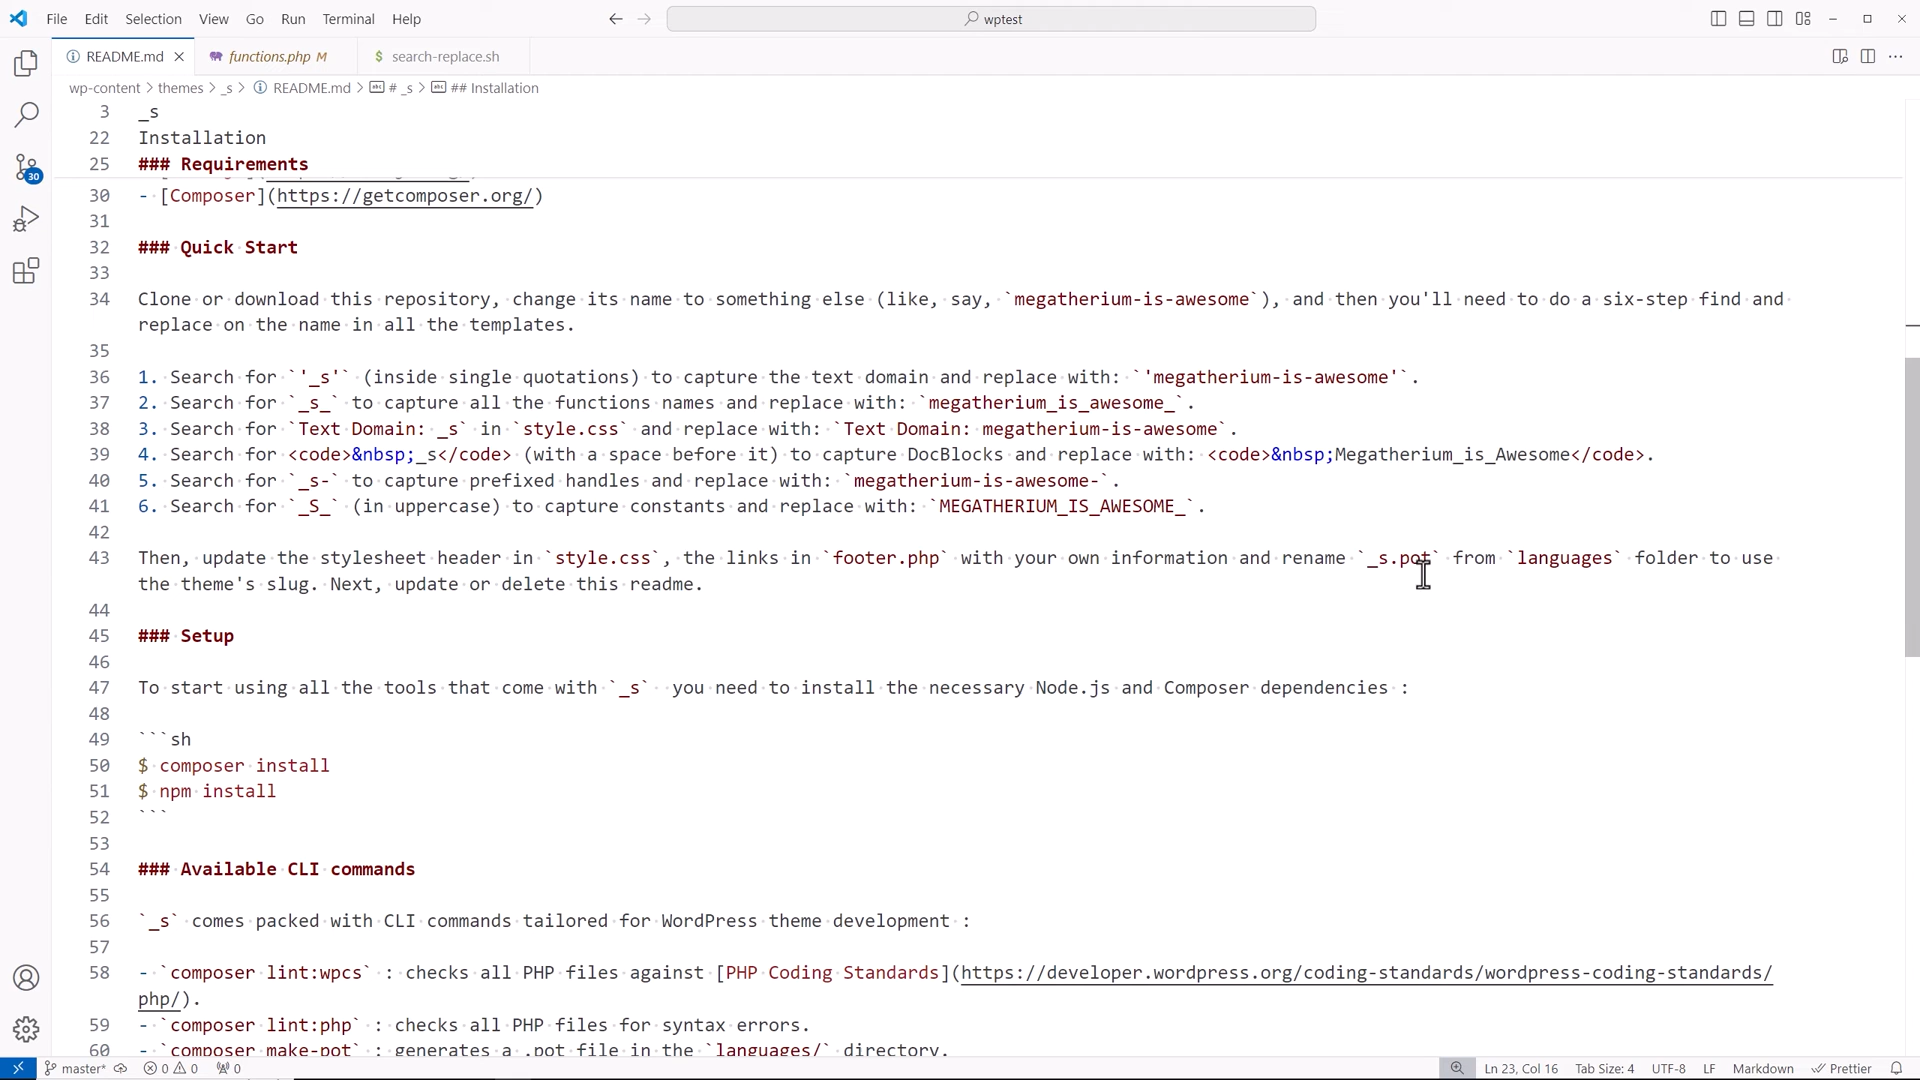 File Edit Selection View Go Run Terminal Help
wptest
README.md functions.php M search-replace.sh
wp-content > themes > _s > README.md > # _s > ## Installation
3 _s
22 Installation
25 ### Requirements
30 - [Composer](https://getcomposer.org/)
31
32 ### Quick Start
33
34 Clone or download this repository, change its name to something else (like, say, `megatherium-is-awesome`), and then you'll need to do a six-step find and
replace on the name in all the templates.
35
36 1. Search for `'_s'` (inside single quotations) to capture the text domain and replace with: `'megatherium-is-awesome'`.
37 2. Search for `_s_` to capture all the functions names and replace with: `megatherium_is_awesome_`.
38 3. Search for `Text Domain: _s` in `style.css` and replace with: `Text Domain: megatherium-is-awesome`.
39 4. Search for <code>&nbsp;_s</code> (with a space before it) to capture DocBlocks and replace with: <code>&nbsp;Megatherium_is_Awesome</code>.
40 5. Search for `_s-` to capture prefixed handles and replace with: `megatherium-is-awesome-`.
41 6. Search for `_S_` (in uppercase) to capture constants and replace with: `MEGATHERIUM_IS_AWESOME_`.
42
43 Then, update the stylesheet header in `style.css`, the links in `footer.php` with your own information and rename `_s.pot` from `languages` folder to use
the theme's slug. Next, update or delete this readme.
44
45 ### Setup
46
47 To start using all the tools that come with `_s`  you need to install the necessary Node.js and Composer dependencies :
48
49 ```sh
50 $ composer install
51 $ npm install
52 ```
53
54 ### Available CLI commands
55
56 `_s` comes packed with CLI commands tailored for WordPress theme development :
57
58 - `composer lint:wpcs` : checks all PHP files against [PHP Coding Standards](https://developer.wordpress.org/coding-standards/wordpress-coding-standards/
php/).
59 - `composer lint:php` : checks all PHP files for syntax errors.
60 - `composer make-pot` : generates a .pot file in the `languages/` directory.
30
master* 0 0 0 Ln 23, Col 16 Tab Size: 4 UTF-8 LF Markdown Prettier